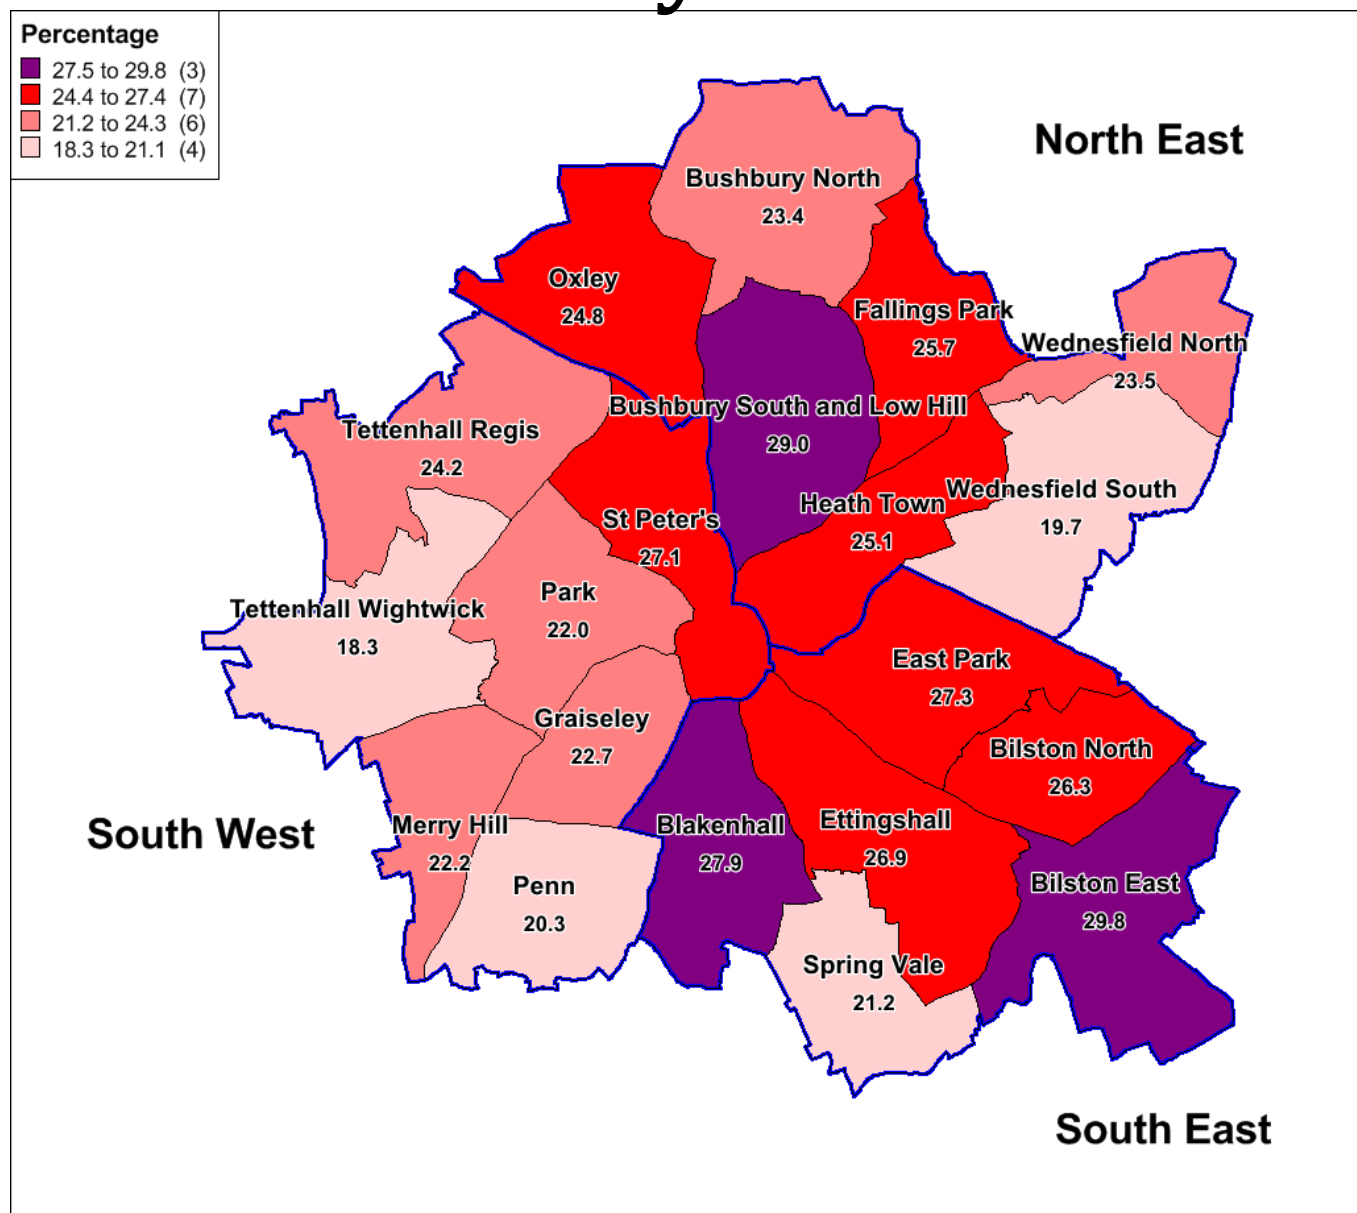 Percentage
27.5 to 29.8 (3)
24.4 to 27.4 (7)
21.2 to 24.3 (6)
18.3 to 21.1 (4)
North East
Bushbury North
23.4
Oxley
24.8
Fallings Park
25.7
Wednesfield North
23.5
Bushbury South and Low Hill
29.0
Tettenhall Regis
24.2
Wednesfield South
19.7
Heath Town
25.1
St Peter's
27.1
Park
22.0
Tettenhall Wightwick
18.3
East Park
27.3
Graiseley
22.7
Bilston North
26.3
South West
Merry Hill
22.2
Blakenhall
27.9
Ettingshall
26.9
Penn
20.3
Bilston East
29.8
Spring Vale
21.2
South East